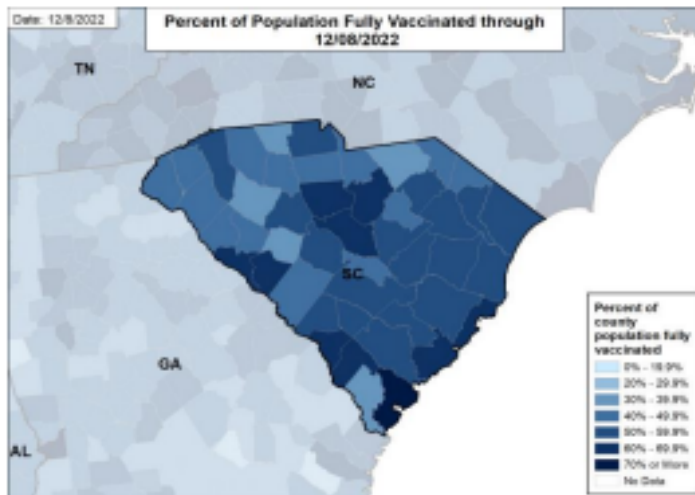 Date: 12/8/2022
Percent of Population Fully Vaccinated through
12/08/2022
TN
NC
SC
GA
AL
Percent of
county
population fully
vaccinated
0% - 19.9%
20% - 29.9%
30% - 39.9%
40% - 49.9%
50% - 59.9%
60% - 69.9%
70% or More
No Data